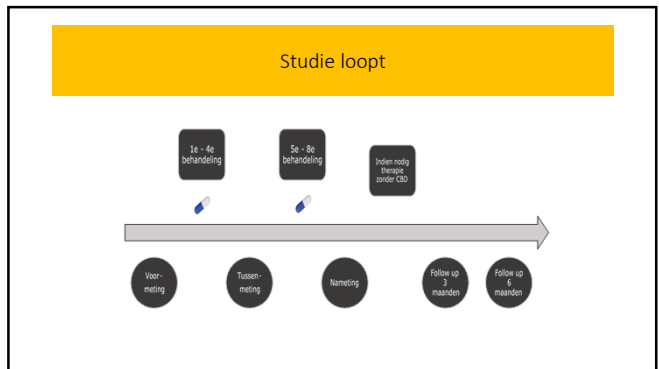 Studie loopt
1e - 4e
behandeling
5e - 8e
behandeling
Indien nodig
therapie
zonder CBD
Voor-
meting
Tussen-
meting
Nameting
Follow up
3
maanden
Follow up
6
maanden